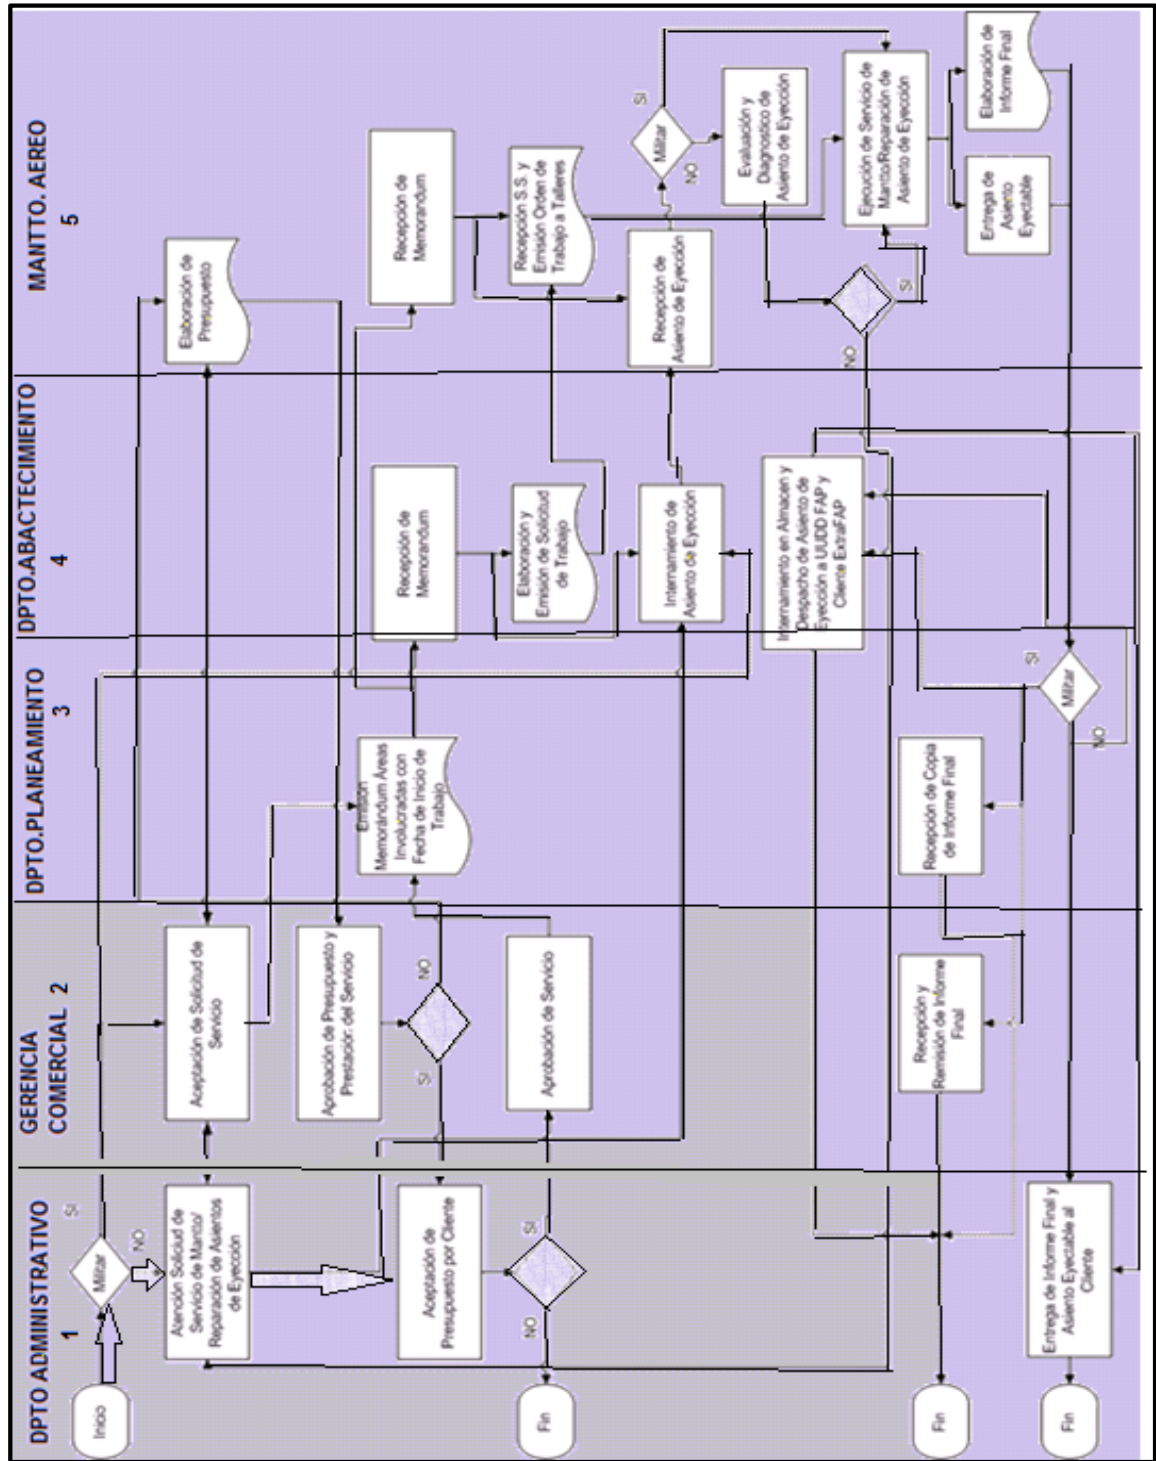 DPTO ADMINISTRATIVO
1
GERENCIA
COMERCIAL 2
DPTO.PLANEAMIENTO
3
DPTO.ABACTECIMIENTO
4
MANTTO. AEREO
5
Inicio
Militar
SI
NO
Atención Solicitud de
Servicio de Mantto/
Reparación de Asientos
de Eyección
Aceptación de Solicitud de
Servicio
Elaboración de
Presupuesto
Aprobación de Presupuesto y
Prestación del Servicio
SI
NO
Aceptación de
Presupuesto por Cliente
SI
NO
Fin
Aprobación de Servicio
Emisión
Memorándum Áreas
Involucradas con
Fecha de Inicio de
Trabajo
Recepción de
Memorandum
Recepción de
Memorandum
Elaboración y
Emisión de Solicitud
de Trabajo
Recepción S.S. y
Emisión Orden de
Trabajo a Talleres
Internamiento de
Asiento de Eyección
Recepción de
Asiento de Eyección
Militar
SI
NO
Evaluación y
Diagnostico de
Asiento de Eyección
NO
SI
Internamiento en Almacen y
Despacho de Asiento de
Eyección a UUDD FAP y
Cliente ExtraFAP
Ejecución de Servicio de
Mantto/Reparación de
Asiento de Eyección
Entrega de
Asiento
Eyectable
Elaboración de
Informe Final
Fin
Recepción y
Remisión de Informe
Final
Recepción de Copia
de Informe Final
Militar
SI
NO
Entrega de Informe Final y
Asiento Eyectable al
Cliente
Fin